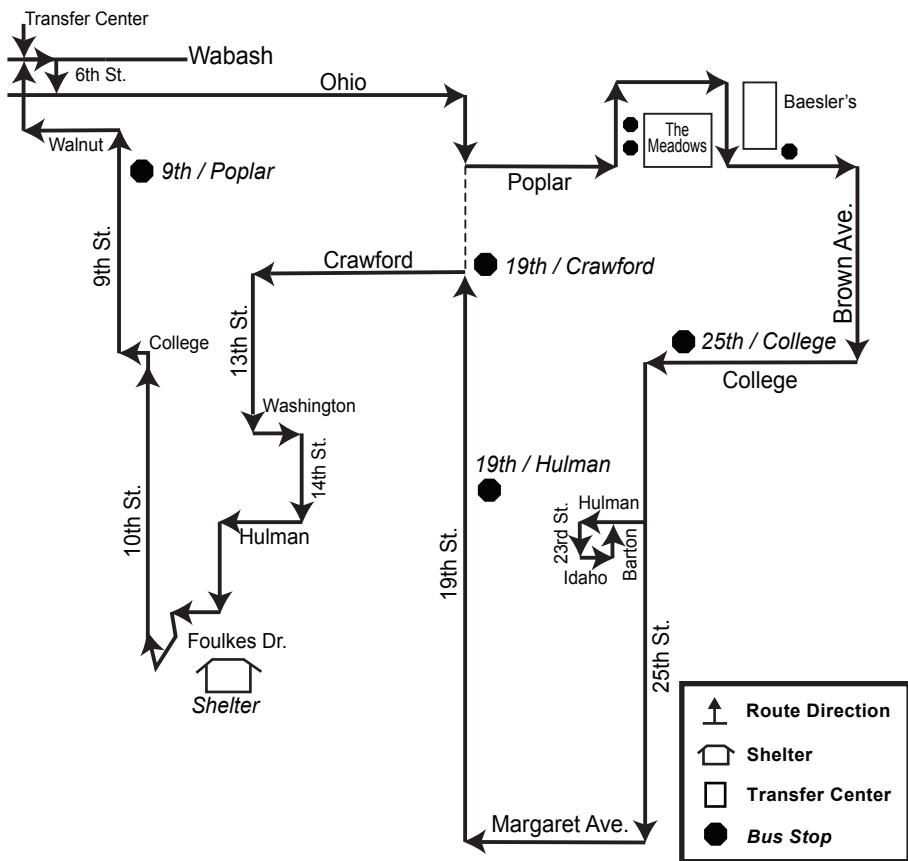 Transfer Center
Wabash
6th St.
Ohio
Baesler's
The
Meadows
Walnut
9th / Poplar
Poplar
9th St.
Crawford
19th / Crawford
Brown Ave.
13th St.
College
25th / College
College
Washington
14th St.
19th / Hulman
10th St.
Hulman
Hulman
23rd St.
Barton
Idaho
19th St.
Foulkes Dr.
Shelter
25th St.
Margaret Ave.
Route Direction
Shelter
Transfer Center
Bus Stop